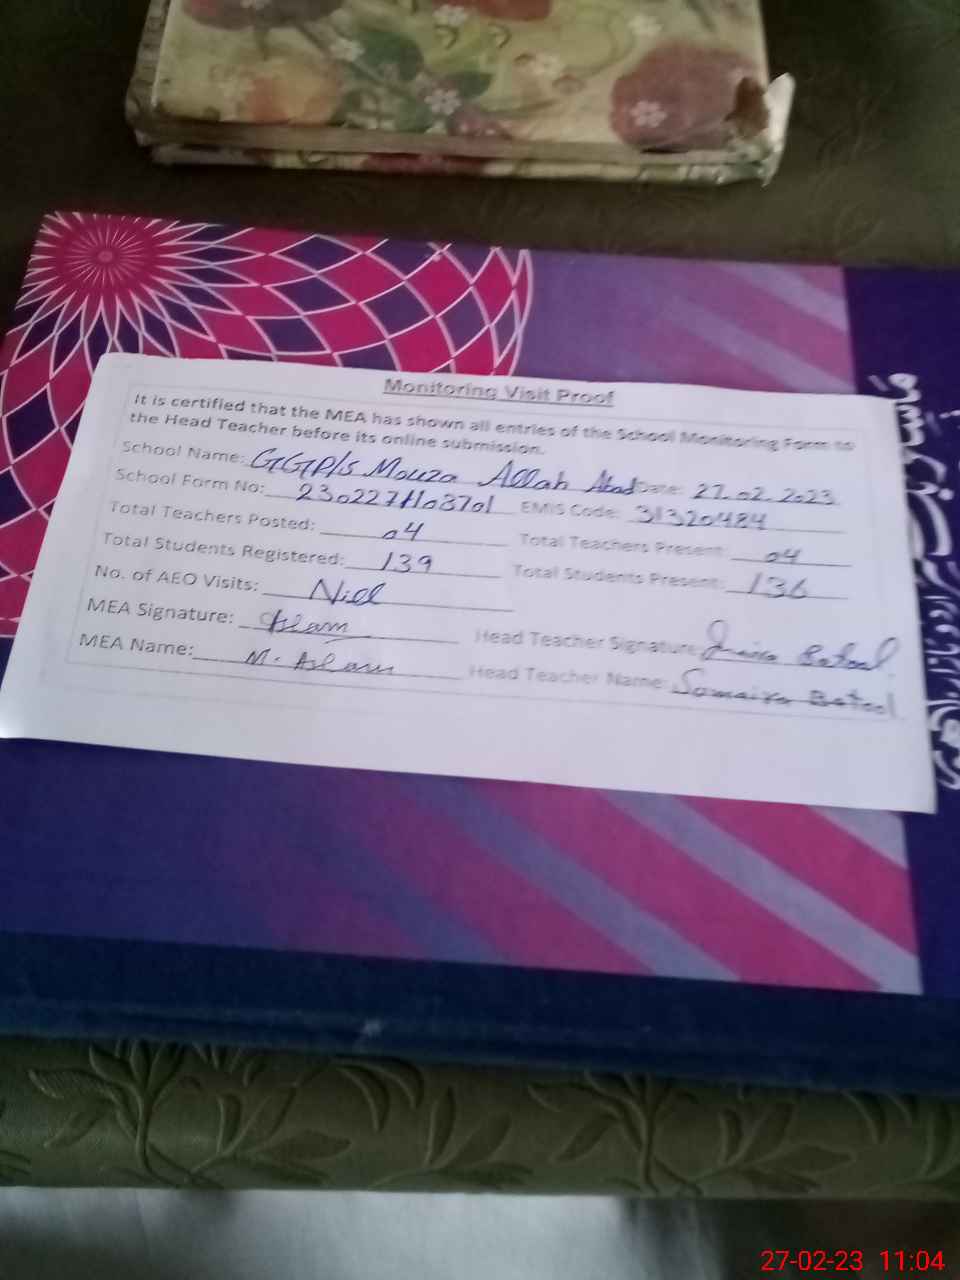 Monitoring Visit Proof
It is certified that the MEA has shown all entries of the School Monitoring Form to
the Head Teacher before its online submission.
School Name: GGP/S Mouza Allah Abad Date: 27.02.2023
School Form No: EMIS Code: 31320484
Total Teachers Posted: 04 Total Teachers Present: 04
Total Students Registered: 139 Total Students Present: 136
No. of AEO Visits: Niel
MEA Signature: Aslam Head Teacher Signature: Batool
MEA Name: M. Aslam Head Teacher Name: Sumaira Batool
27-02-23 11:04